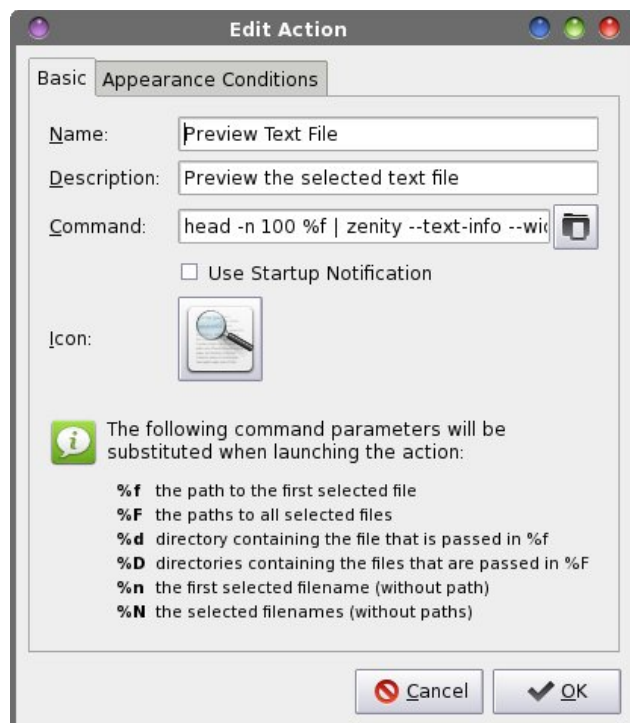 Edit Action
Basic Appearance Conditions
Name: Preview Text File
Description: Preview the selected text file
Command: head -n 100 %f | zenity --text-info --wid
Use Startup Notification
Icon:
The following command parameters will be
substituted when launching the action:
%f the path to the first selected file
%F the paths to all selected files
%d directory containing the file that is passed in %f
%D directories containing the files that are passed in %F
%n the first selected filename (without path)
%N the selected filenames (without paths)
Cancel OK